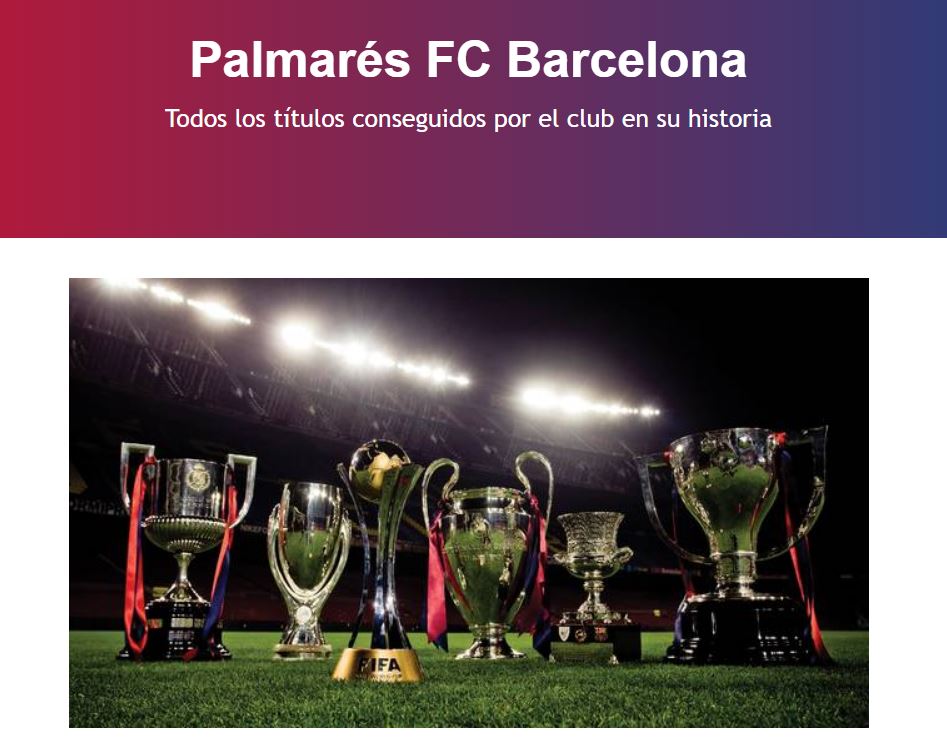 Palmarés FC Barcelona
Todos los títulos conseguidos por el club en su historia
FIFA